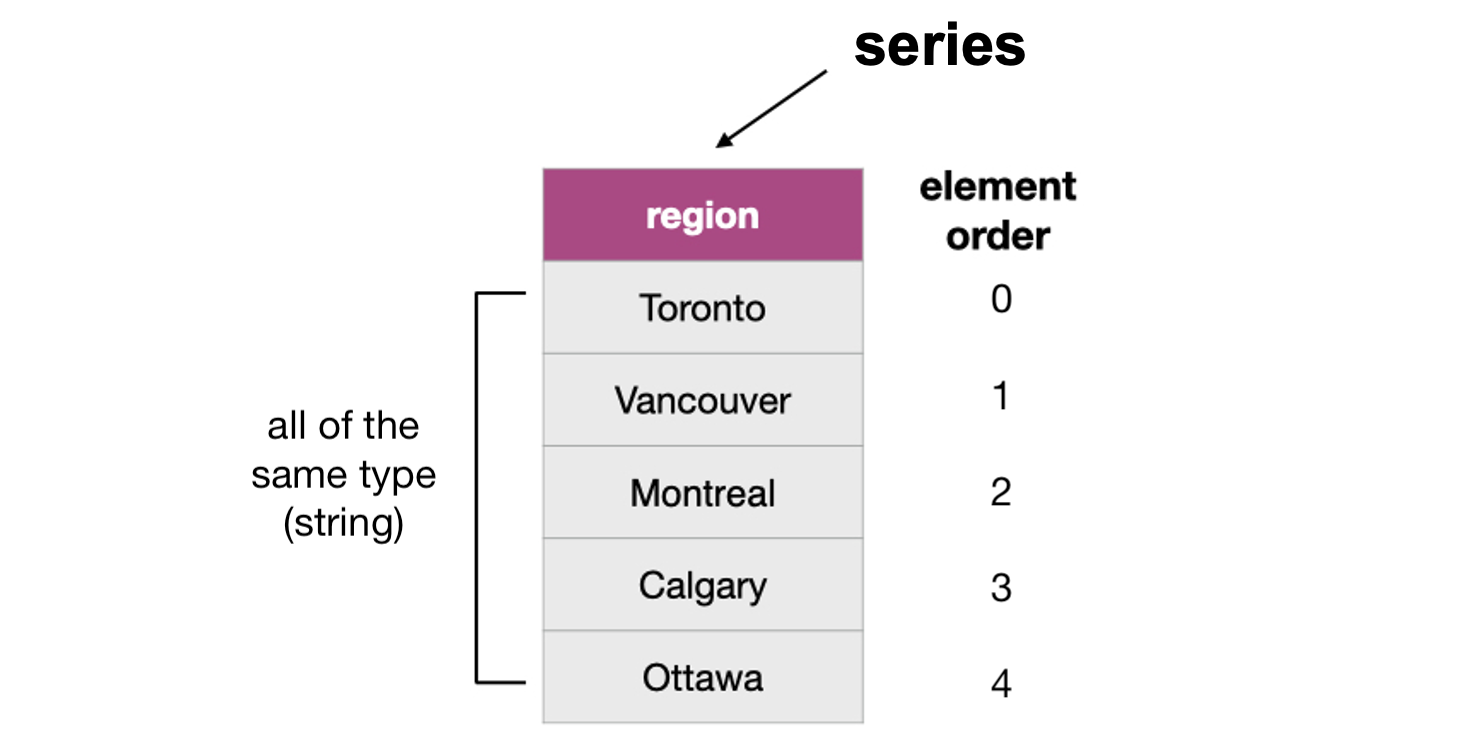 series
region
element
order
Toronto
0
Vancouver
1
Montreal
2
Calgary
3
Ottawa
4
all of the
same type
(string)